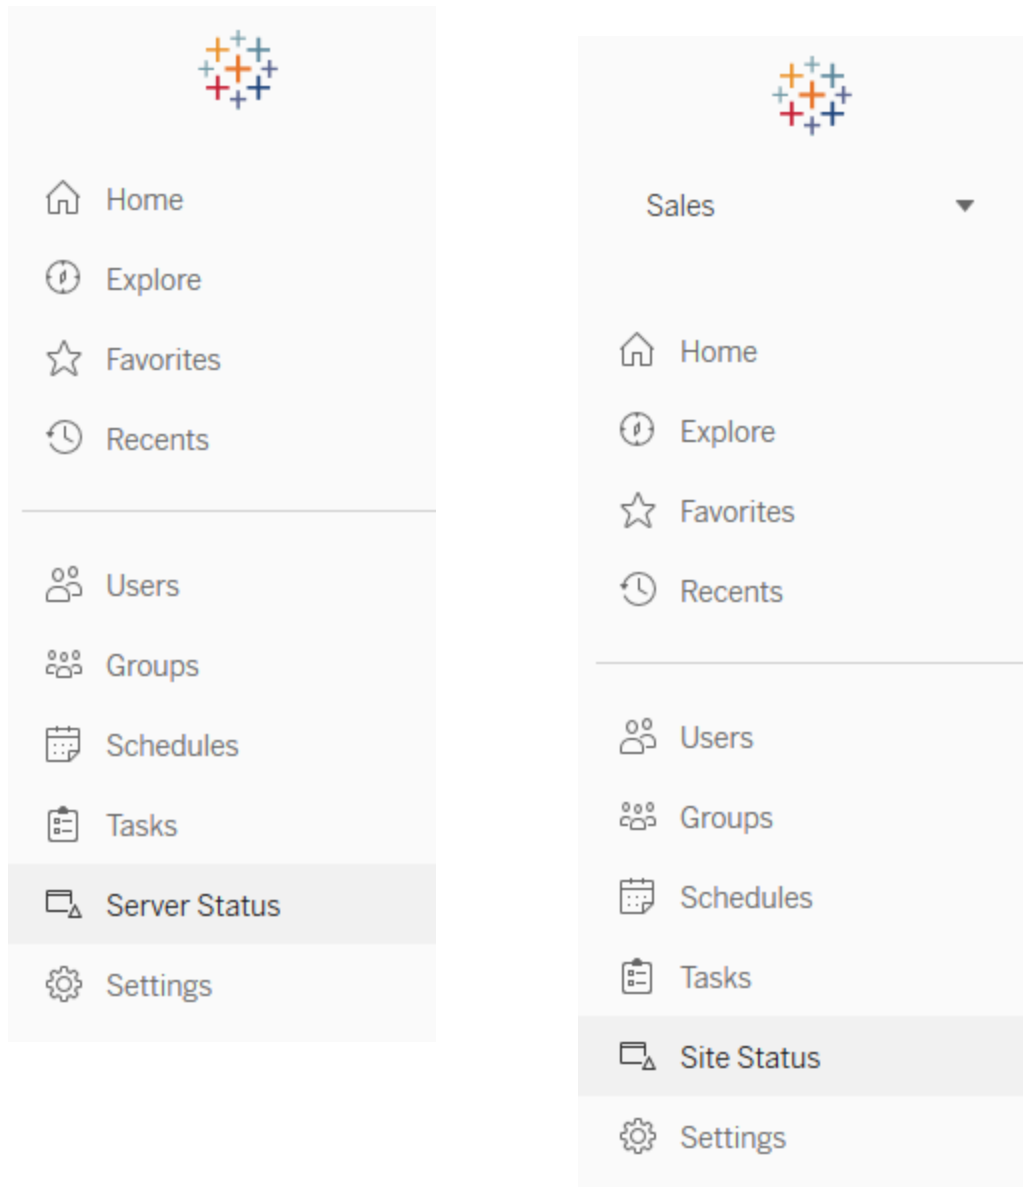 Home
Explore
Favorites
Recents
Users
Groups
Schedules
Tasks
Server Status
Settings
Sales
Home
Explore
Favorites
Recents
Users
Groups
Schedules
Tasks
Site Status
Settings